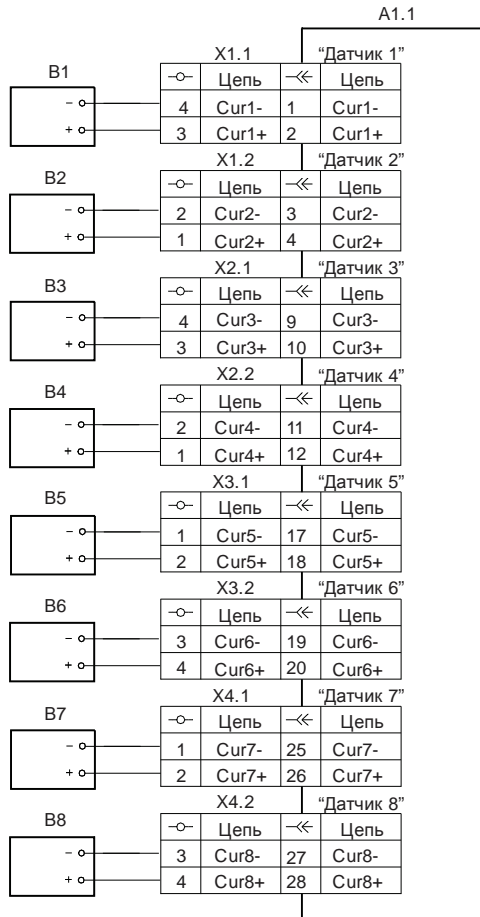 A1.1
X1.1 “Датчик 1”
B1
Цепь Цепь
- 4 Cur1- 1 Cur1-
+ 3 Cur1+ 2 Cur1+
X1.2 “Датчик 2”
B2
Цепь Цепь
- 2 Cur2- 3 Cur2-
+ 1 Cur2+ 4 Cur2+
X2.1 “Датчик 3”
B3
Цепь Цепь
- 4 Cur3- 9 Cur3-
+ 3 Cur3+ 10 Cur3+
X2.2 “Датчик 4”
B4
Цепь Цепь
- 2 Cur4- 11 Cur4-
+ 1 Cur4+ 12 Cur4+
X3.1 “Датчик 5”
B5
Цепь Цепь
- 1 Cur5- 17 Cur5-
+ 2 Cur5+ 18 Cur5+
X3.2 “Датчик 6”
B6
Цепь Цепь
- 3 Cur6- 19 Cur6-
+ 4 Cur6+ 20 Cur6+
X4.1 “Датчик 7”
B7
Цепь Цепь
- 1 Cur7- 25 Cur7-
+ 2 Cur7+ 26 Cur7+
X4.2 “Датчик 8”
B8
Цепь Цепь
- 3 Cur8- 27 Cur8-
+ 4 Cur8+ 28 Cur8+